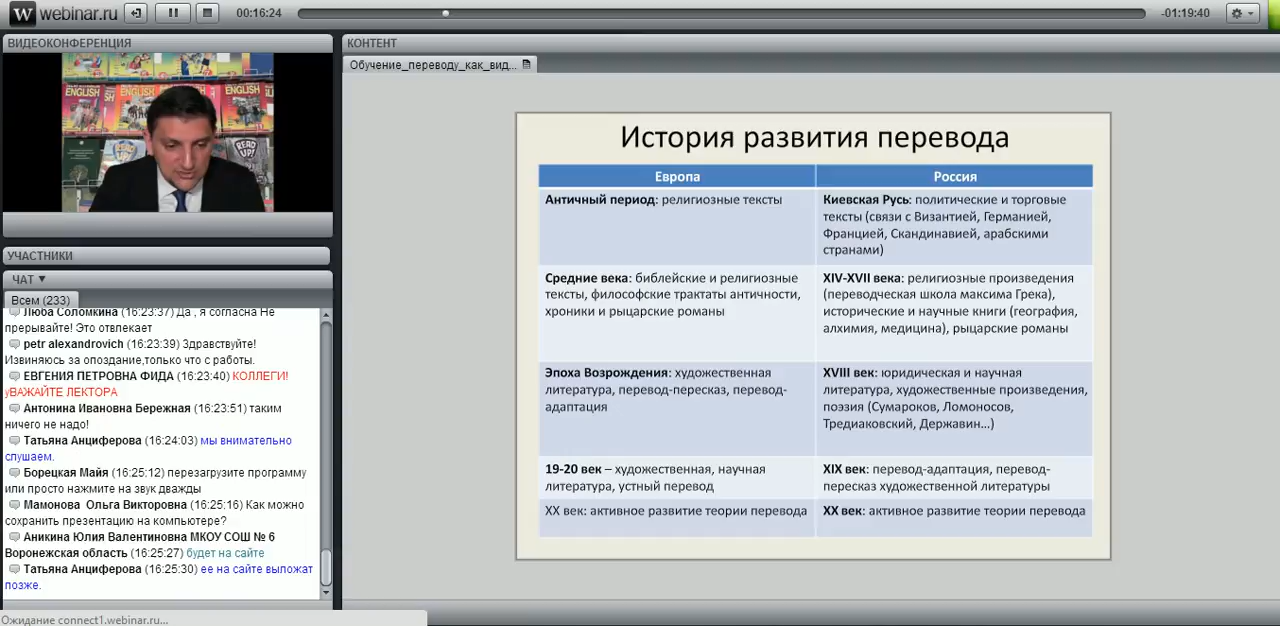 W webinar.ru
00:16:24
-01:19:40
ВИДЕОКОНФЕРЕНЦИЯ
ENGLISH
ENGLISH
READ UP!
READ UP!
УЧАСТНИКИ
ЧАТ ▼
Всем (233)
Люба Соломкина (16:23:37) Да , я согласна Не
прерывайте! Это отвлекает
petr alexandrovich (16:23:39) Здравствуйте!
Извиняюсь за опоздание,только что с работы.
ЕВГЕНИЯ ПЕТРОВНА ФИДА (16:23:40) КОЛЛЕГИ!
уВАЖАЙТЕ ЛЕКТОРА
Антонина Ивановна Бережная (16:23:51) таким
ничего не надо!
Татьяна Анциферова (16:24:03) мы внимательно
слушаем.
Борецкая Майя (16:25:12) перезагрузите программу
или просто нажмите на звук дважды
Мамонова Ольга Викторовна (16:25:16) Как можно
сохранить презентацию на компьютере?
Аникина Юлия Валентиновна МКОУ СОШ № 6
Воронежская область (16:25:27) будет на сайте
Татьяна Анциферова (16:25:30) ее на сайте выложат
позже.
Ожидание connect1.webinar.ru...
КОНТЕНТ
Обучение_переводу_как_вид...
История развития перевода
Европа
Россия
Античный период: религиозные тексты
Киевская Русь: политические и торговые
тексты (связи с Византией, Германией,
Францией, Скандинавией, арабскими
странами)
Средние века: библейские и религиозные
тексты, философские трактаты античности,
хроники и рыцарские романы
XIV-XVII века: религиозные произведения
(переводческая школа максима Грека),
исторические и научные книги (география,
алхимия, медицина), рыцарские романы
Эпоха Возрождения: художественная
литература, перевод-пересказ, перевод-
адаптация
XVIII век: юридическая и научная
литература, художественные произведения,
поэзия (Сумароков, Ломоносов,
Тредиаковский, Державин...)
19-20 век – художественная, научная
литература, устный перевод
XIX век: перевод-адаптация, перевод-
пересказ художественной литературы
XX век: активное развитие теории перевода
XX век: активное развитие теории перевода